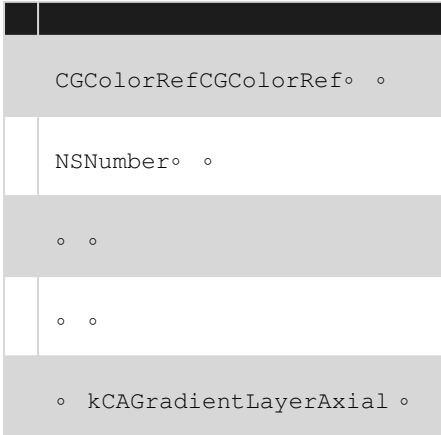 CGColorRefCGColorRef。 。
NSNumber。 。
。 。
。 。
。 kCAGradientLayerAxial 。